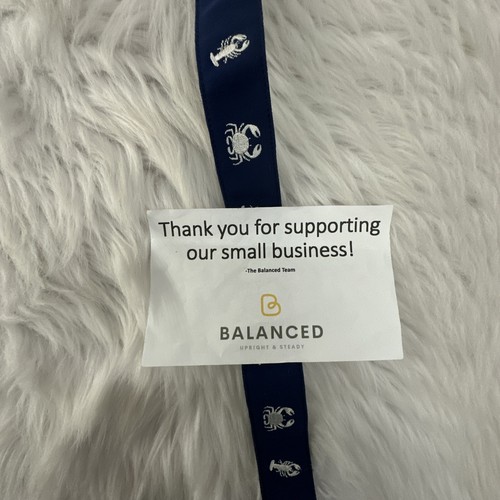 Thank you for supporting
our small business!
-The Balanced Team
BALANCED
UPRIGHT & STEADY